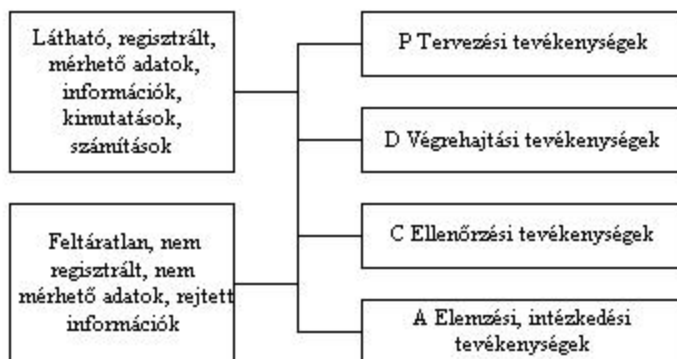 Látható, regisztrált,
mérhető adatok,
információk,
kimutatások,
számítások
Feltáratlan, nem
regisztrált, nem
mérhető adatok, rejtett
információk
P Tervezési tevékenységek
D Végrehajtási tevékenységek
C Ellenőrzési tevékenységek
A Elemzési, intézkedési
tevékenységek